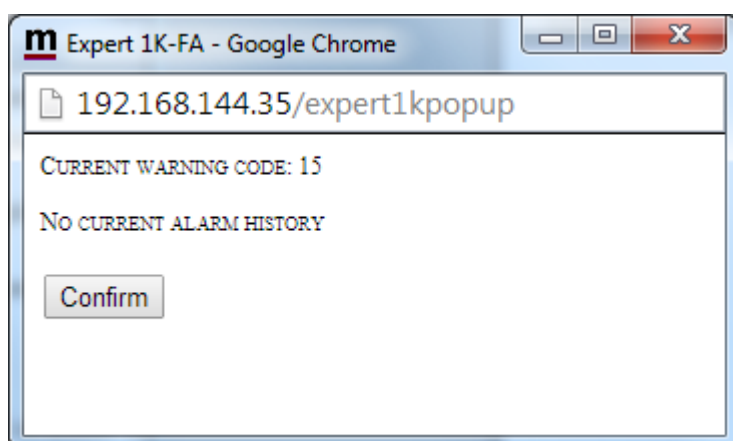 m Expert 1K-FA - Google Chrome
192.168.144.35/expert1kpopup
CURRENT WARNING CODE: 15
NO CURRENT ALARM HISTORY
Confirm